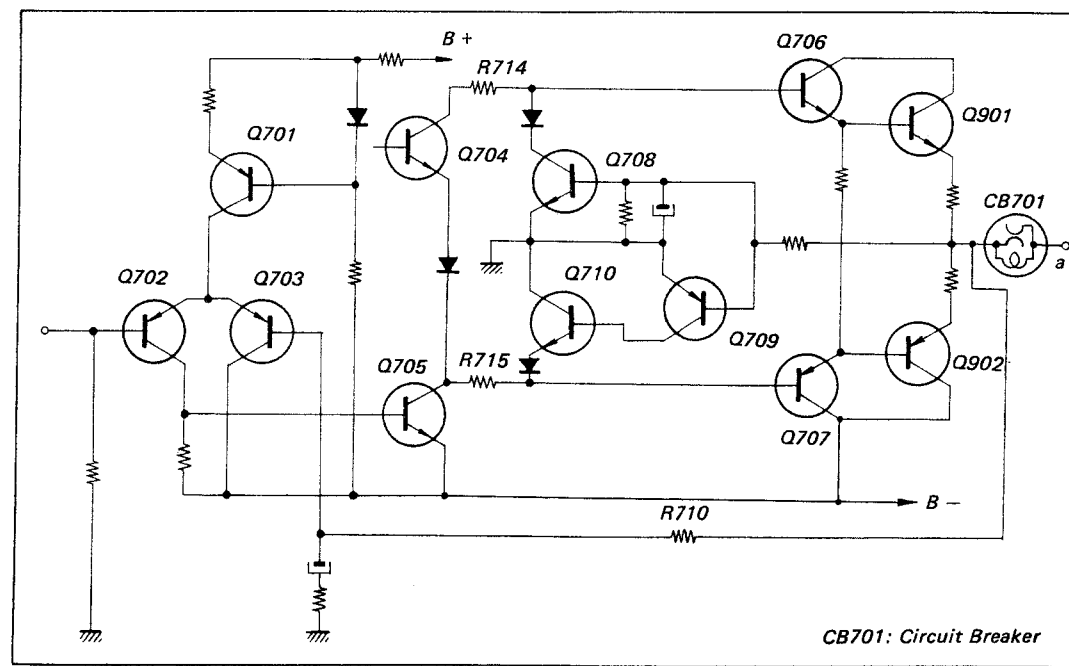 B +
Q706
R714
Q701
Q704
Q708
Q901
CB701
a
Q702
Q703
Q710
Q709
R715
Q705
Q902
Q707
B −
R710
CB701: Circuit Breaker